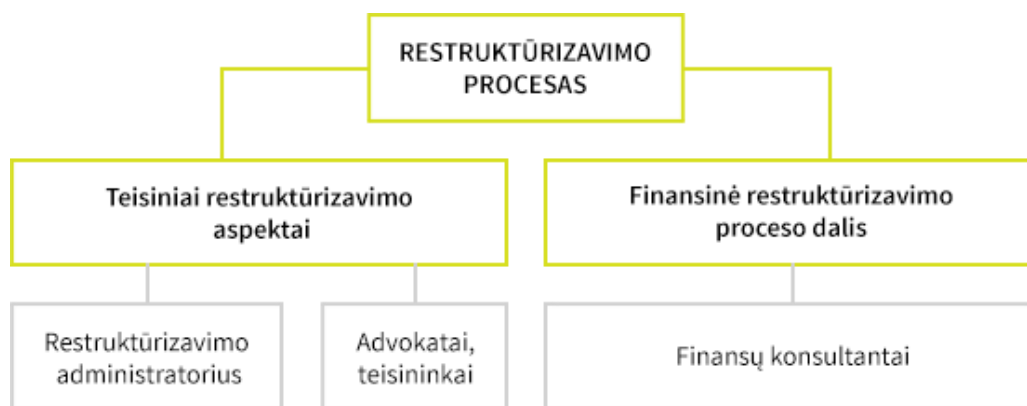 RESTRUKTŪRIZAVIMO
PROCESAS
Teisiniai restruktūrizavimo
aspektai
Finansinė restruktūrizavimo
proceso dalis
Restruktūrizavimo
administratorius
Advokatai,
teisininkai
Finansų konsultantai